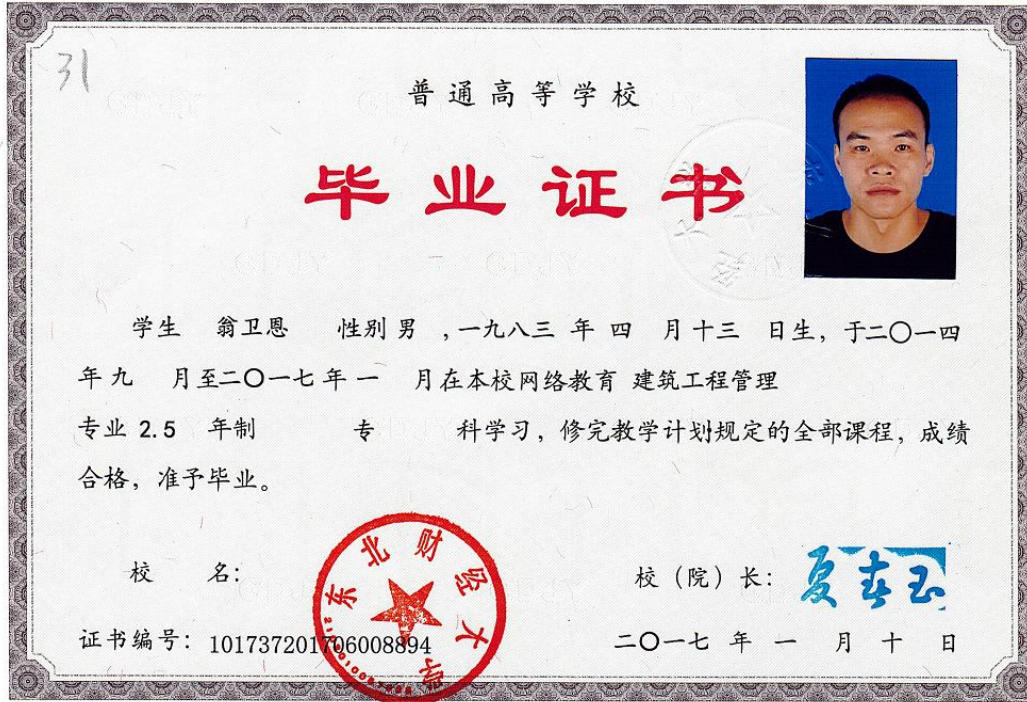 31
普通高等学校
毕业证书
学生 翁卫恩 性别 男 ,一九八三 年 四 月十三 日生，于二〇一四
年九 月至二〇一七年一 月在本校网络教育 建筑工程管理
专业 2.5 年制 专 科学习，修完教学计划规定的全部课程，成绩
合格，准予毕业。
校 名：
东北财经大学
校（院）长：夏春玉
证书编号：101737201706008894
二〇一七 年 一 月 十 日